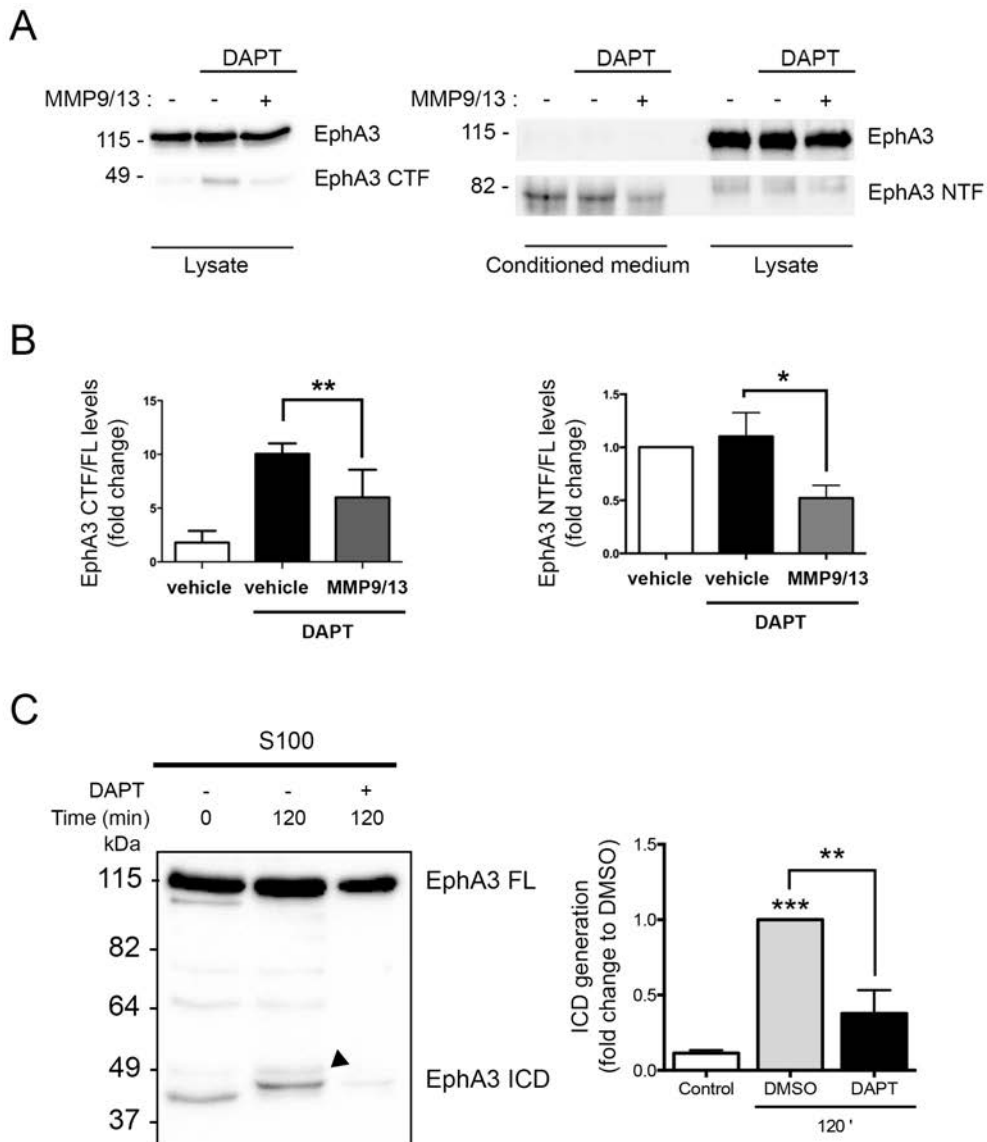 A
DAPT
MMP9/13 : - - +
115 - EphA3
49 - EphA3 CTF
Lysate
DAPT DAPT
MMP9/13 : - - + - - +
115 - EphA3
82 - EphA3 NTF
Conditioned medium Lysate
B
EphA3 CTF/FL levels
(fold change)
15
10
5
0
**
vehicle vehicle MMP9/13
DAPT
EphA3 NTF/FL levels
(fold change)
1.5
1.0
0.5
0.0
*
vehicle vehicle MMP9/13
DAPT
C
S100
DAPT - - +
Time (min) 0 120 120
kDa
115 - EphA3 FL
82 -
64 -
49 -
EphA3 ICD
37 -
ICD generation
(fold change to DMSO)
1.5
1.0
0.5
0.0
**
***
Control DMSO DAPT
120 '